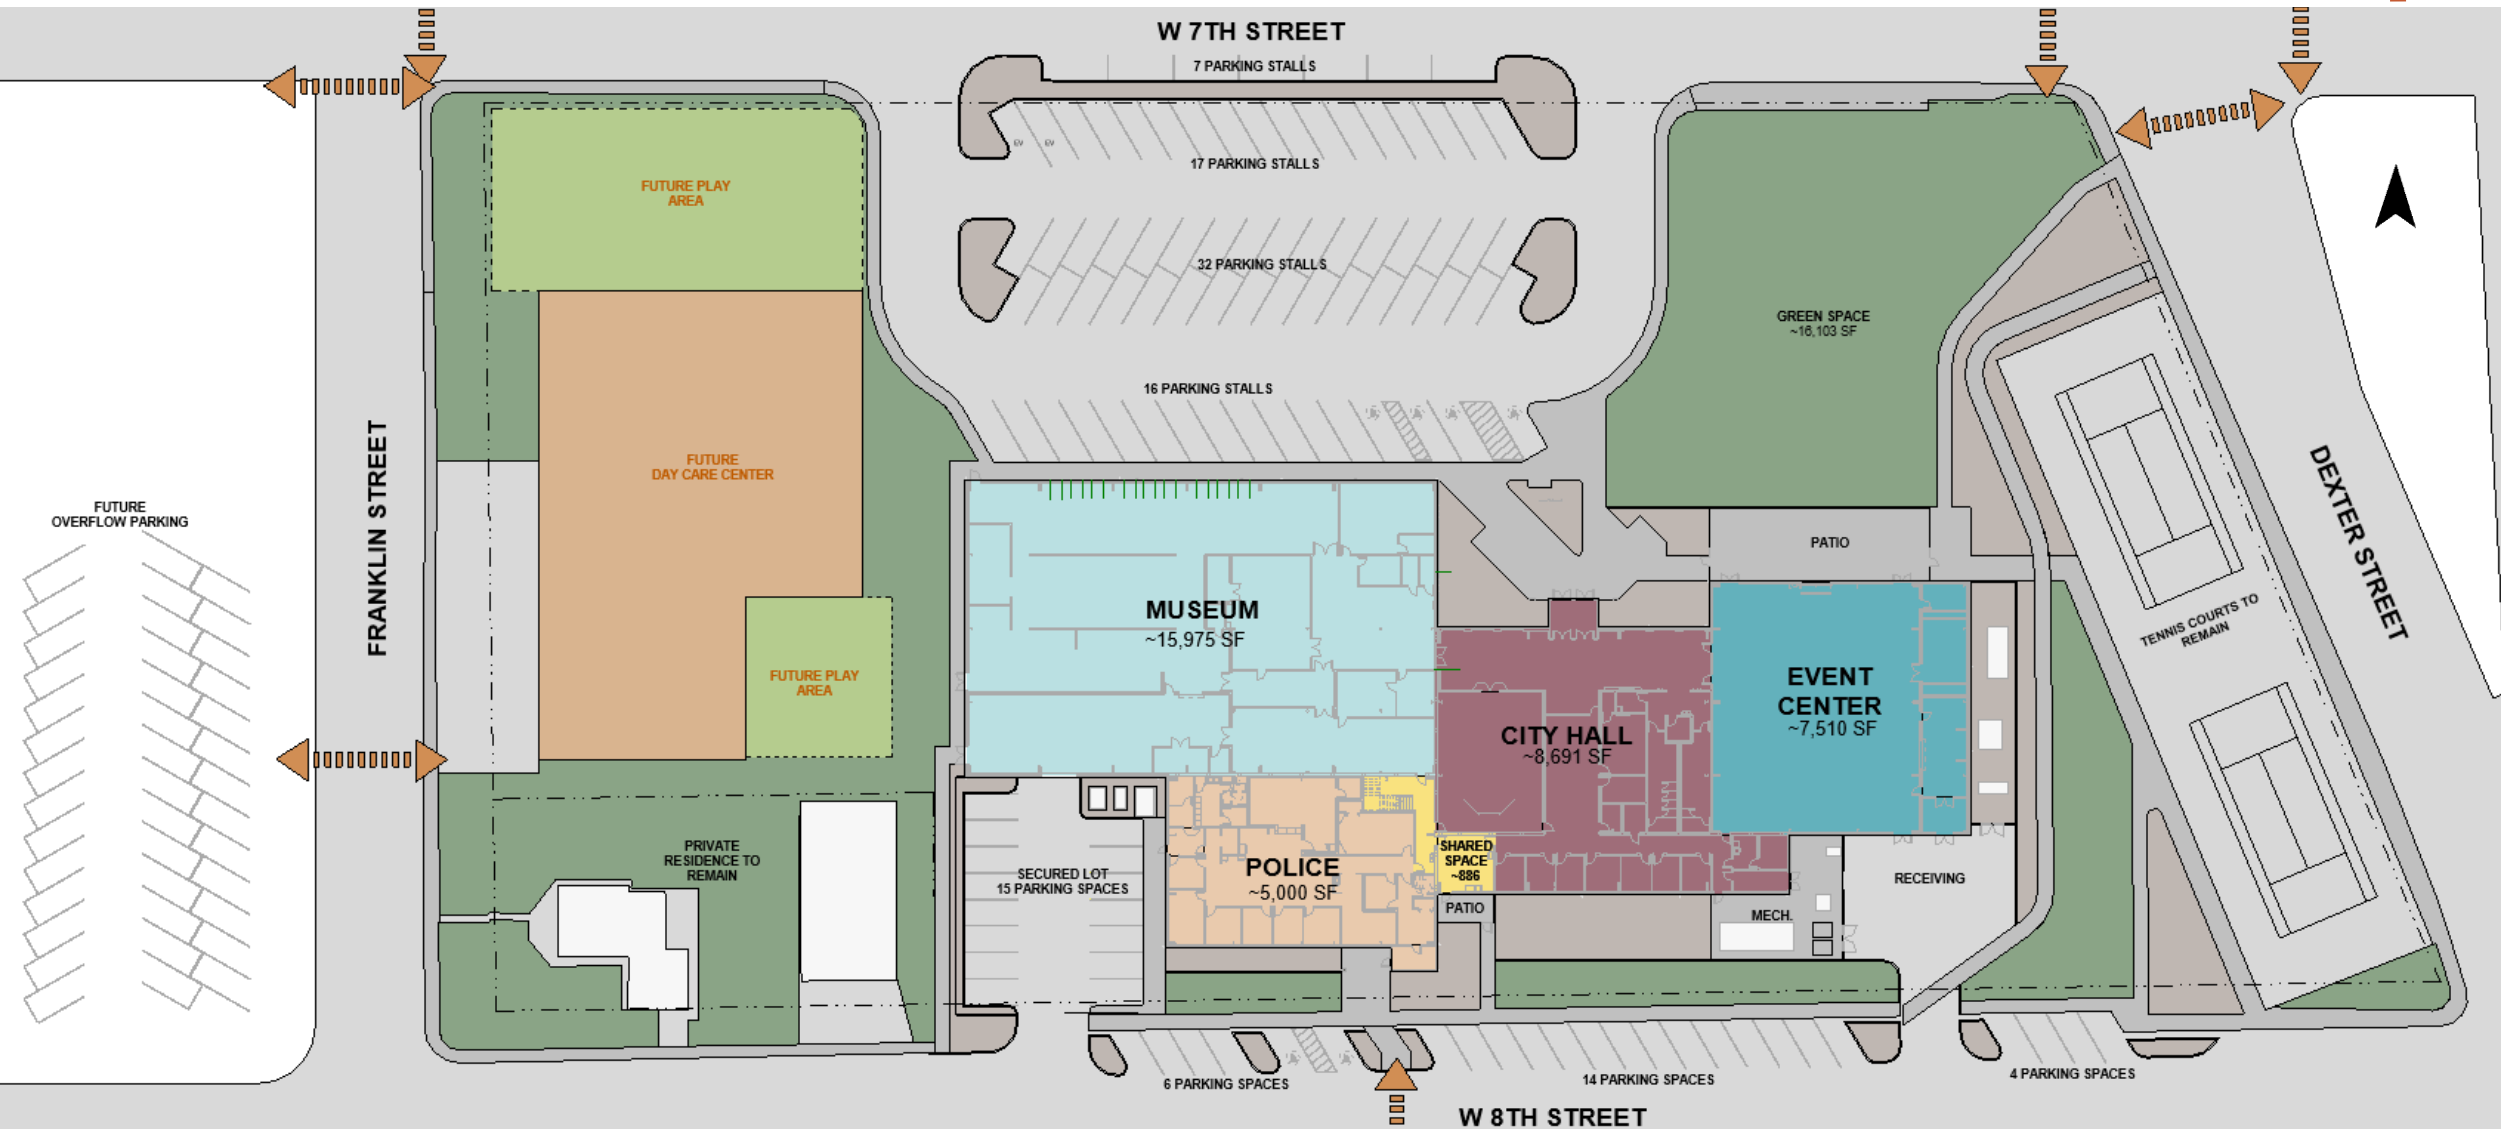 W 7TH STREET
7 PARKING STALLS
EV EV
17 PARKING STALLS
FUTURE PLAY
AREA
32 PARKING STALLS
GREEN SPACE
~16,103 SF
16 PARKING STALLS
FRANKLIN STREET
FUTURE
DAY CARE CENTER
DEXTER STREET
FUTURE
OVERFLOW PARKING
PATIO
MUSEUM
~15,975 SF
TENNIS COURTS TO
REMAIN
FUTURE PLAY
AREA
EVENT
CENTER
~7,510 SF
CITY HALL
~8,691 SF
PRIVATE
RESIDENCE TO
REMAIN
SHARED
SPACE
~886
SECURED LOT
15 PARKING SPACES
POLICE
~5,000 SF
RECEIVING
PATIO
MECH.
6 PARKING SPACES
14 PARKING SPACES
4 PARKING SPACES
W 8TH STREET